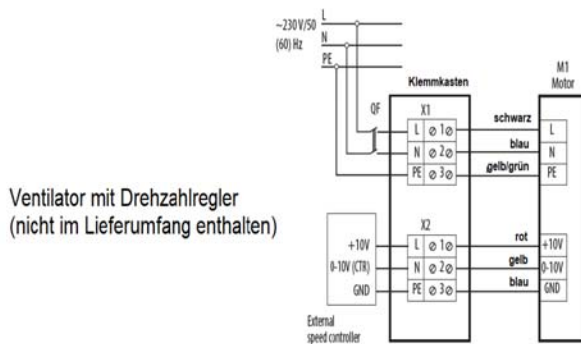 L
~230 V/50
N
(60) Hz
PE
M1
Motor
Klemmkasten
QF
X1
schwarz
L 1 L
blau
N 2 N
gelb/grün
PE 3 PE
Ventilator mit Drehzahlregler
(nicht im Lieferumfang enthalten)
X2
rot
+10V L 1 +10V
gelb
0-10V (CTR) N 2 0-10V
blau
GND PE 3 GND
External
speed controller